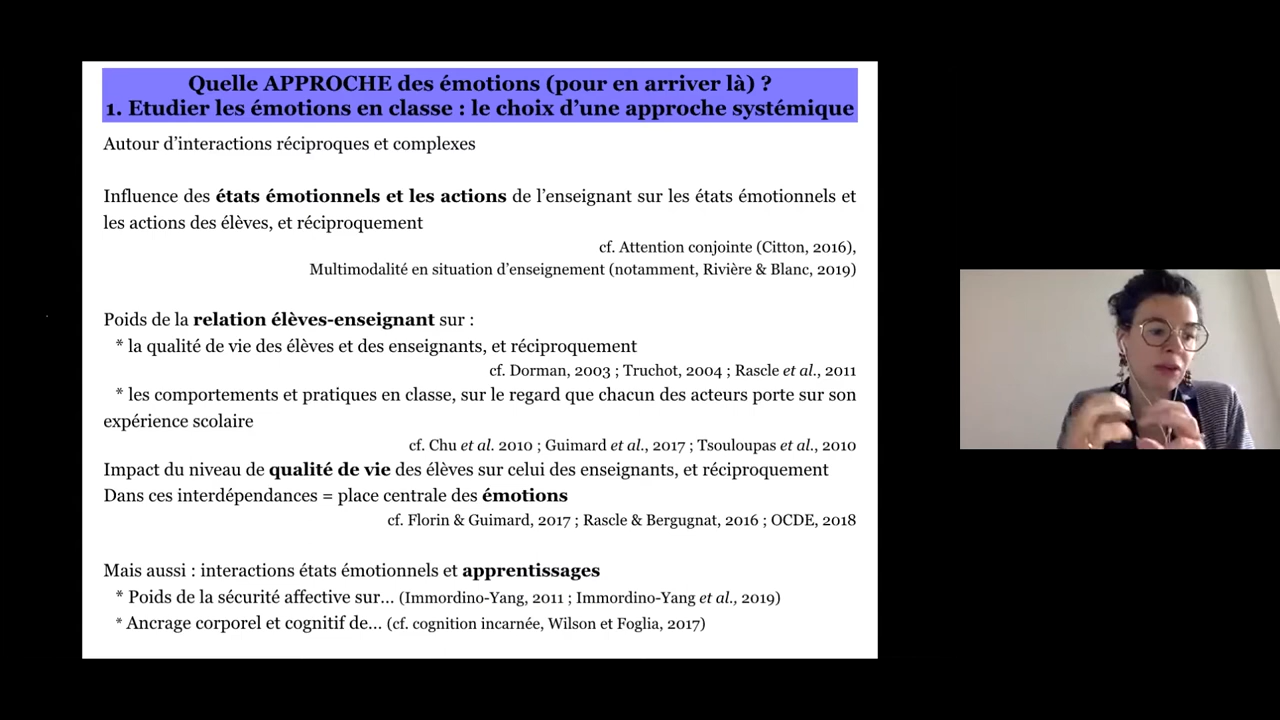 Quelle APPROCHE des émotions (pour en arriver là) ?
1. Etudier les émotions en classe : le choix d’une approche systémique
Autour d’interactions réciproques et complexes
Influence des états émotionnels et les actions de l’enseignant sur les états émotionnels et
les actions des élèves, et réciproquement
cf. Attention conjointe (Citton, 2016),
Multimodalité en situation d’enseignement (notamment, Rivière & Blanc, 2019)
Poids de la relation élèves-enseignant sur :
* la qualité de vie des élèves et des enseignants, et réciproquement
cf. Dorman, 2003 ; Truchot, 2004 ; Rascle et al., 2011
* les comportements et pratiques en classe, sur le regard que chacun des acteurs porte sur son
expérience scolaire
cf. Chu et al. 2010 ; Guimard et al., 2017 ; Tsouloupas et al., 2010
Impact du niveau de qualité de vie des élèves sur celui des enseignants, et réciproquement
Dans ces interdépendances = place centrale des émotions
cf. Florin & Guimard, 2017 ; Rascle & Bergugnat, 2016 ; OCDE, 2018
Mais aussi : interactions états émotionnels et apprentissages
* Poids de la sécurité affective sur… (Immordino-Yang, 2011 ; Immordino-Yang et al., 2019)
* Ancrage corporel et cognitif de… (cf. cognition incarnée, Wilson et Foglia, 2017)